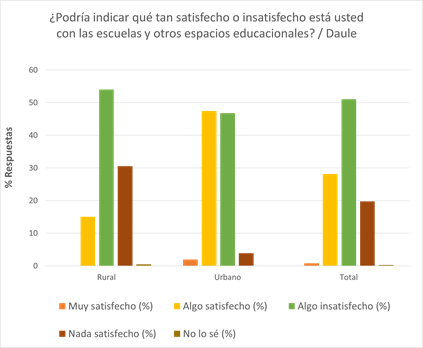 ¿Podría indicar qué tan satisfecho o insatisfecho está usted
con las escuelas y otros espacios educacionales? / Daule
% Respuestas
60
50
40
30
20
10
0
Rural Urbano Total
Muy satisfecho (%) Algo satisfecho (%) Algo insatisfecho (%)
Nada satisfecho (%) No lo sé (%)